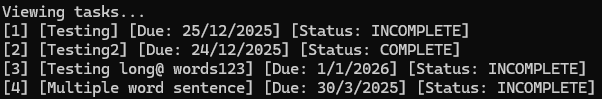 Viewing tasks...
[1] [Testing] [Due: 25/12/2025] [Status: INCOMPLETE]
[2] [Testing2] [Due: 24/12/2025] [Status: COMPLETE]
[3] [Testing long@ words123] [Due: 1/1/2026] [Status: INCOMPLETE]
[4] [Multiple word sentence] [Due: 30/3/2025] [Status: INCOMPLETE]